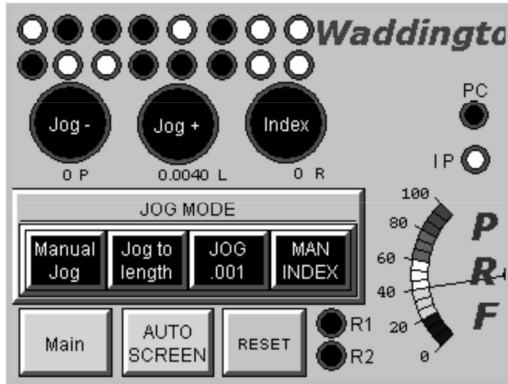 Waddingto
PC
Jog -
Jog +
Index
IP
0 P
0.0040 L
0 R
JOG MODE
Manual
Jog
Jog to
length
JOG
.001
MAN
INDEX
100
80
60
40
20
0
P
R
F
Main
AUTO
SCREEN
RESET
R1
R2